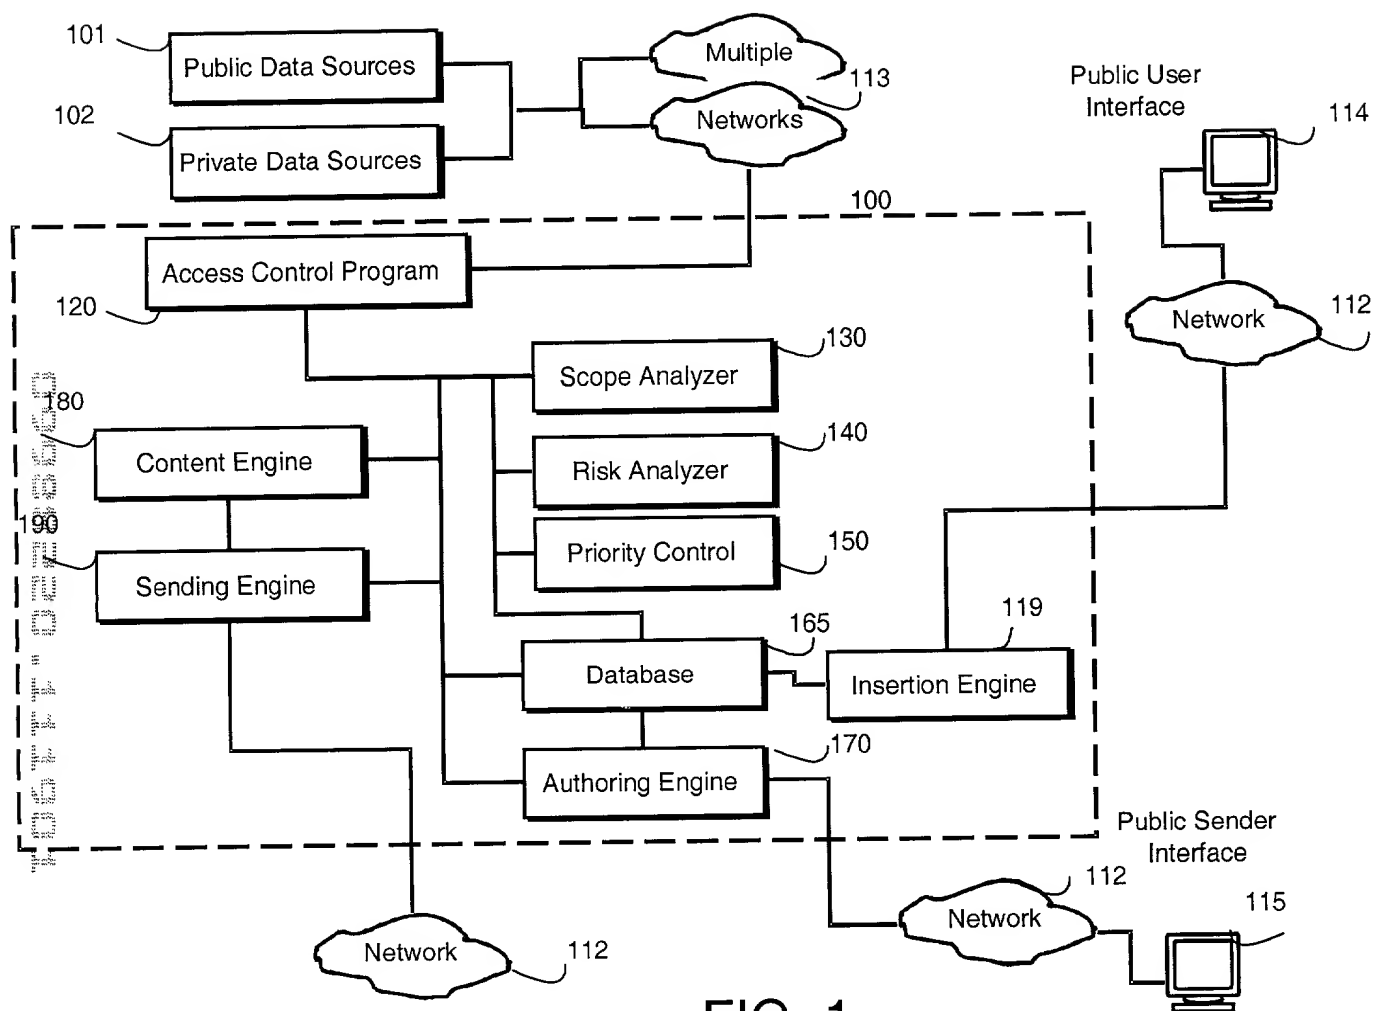 101
Public Data Sources
102
Private Data Sources
Multiple
Networks
113
Public User
Interface
114
100
Access Control Program
120
Network
112
130
Scope Analyzer
180
Content Engine
140
Risk Analyzer
190
Sending Engine
Priority Control
150
165
Database
119
Insertion Engine
170
Authoring Engine
Public Sender
Interface
112
Network
115
Network
112
FIG. 1